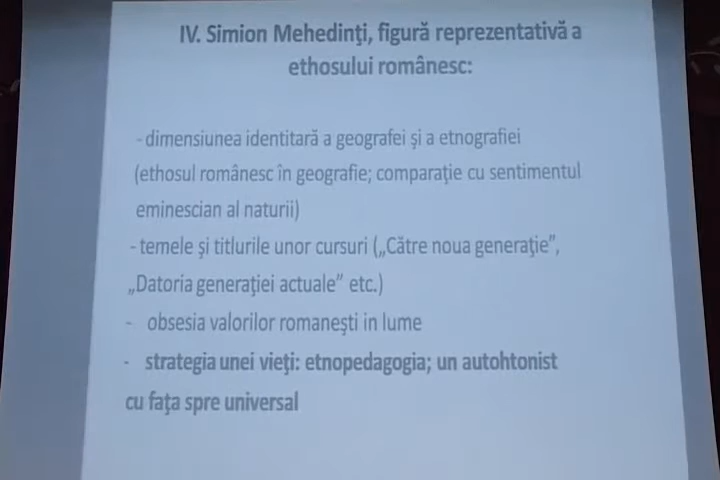 IV. Simion Mehedinţi, figură reprezentativă a
ethosului românesc:
- dimensiunea identitară a geografei şi a etnografiei
(ethosul românesc în geografie; comparaţie cu sentimentul
eminescian al naturii)
- temele şi titlurile unor cursuri („Către noua generaţie",
„Datoria generaţiei actuale" etc.)
- obsesia valorilor romaneşti in lume
- strategia unei vieţi: etnopedagogia; un autohtonist
cu faţa spre universal